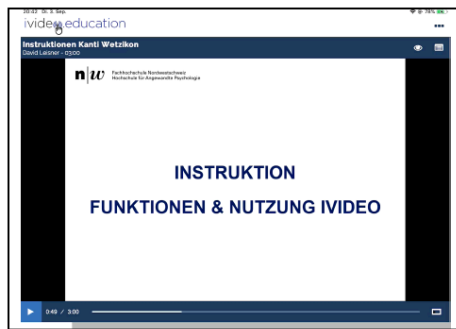 20:42 Di. 3. Sep.
78%
ivideo.education
Instruktionen Kanti Wetzikon
David Leisner - 03:00
n|w Fachhochschule Nordwestschweiz
Hochschule für Angewandte Psychologie
INSTRUKTION
FUNKTIONEN & NUTZUNG IVIDEO
0:49 / 3:00